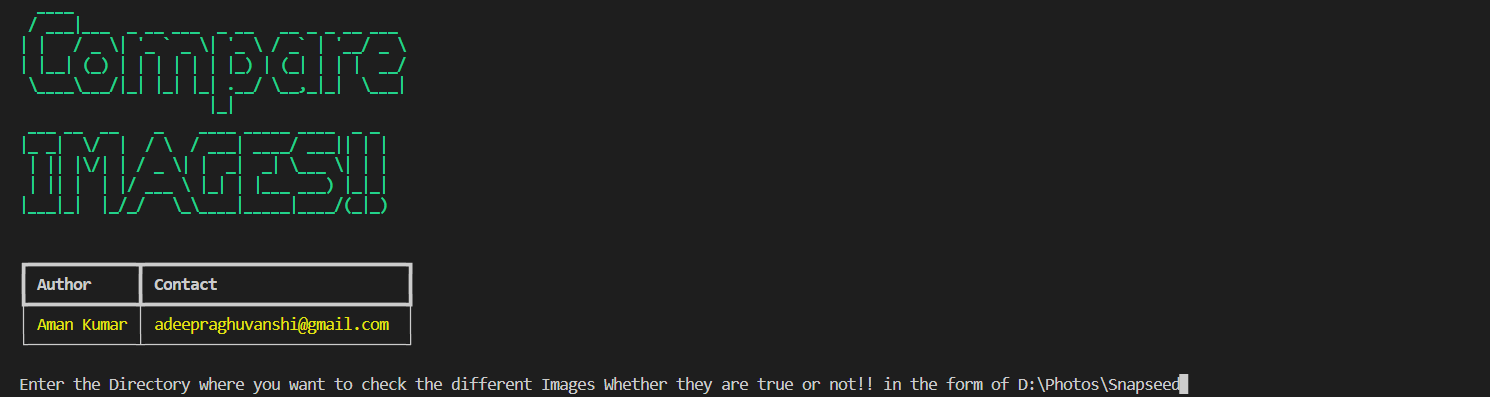 Compare
IMAGES!!
Author Contact
Aman Kumar adeepraghuvanshi@gmail.com
Enter the Directory where you want to check the different Images Whether they are true or not!! in the form of D:\Photos\Snapseed